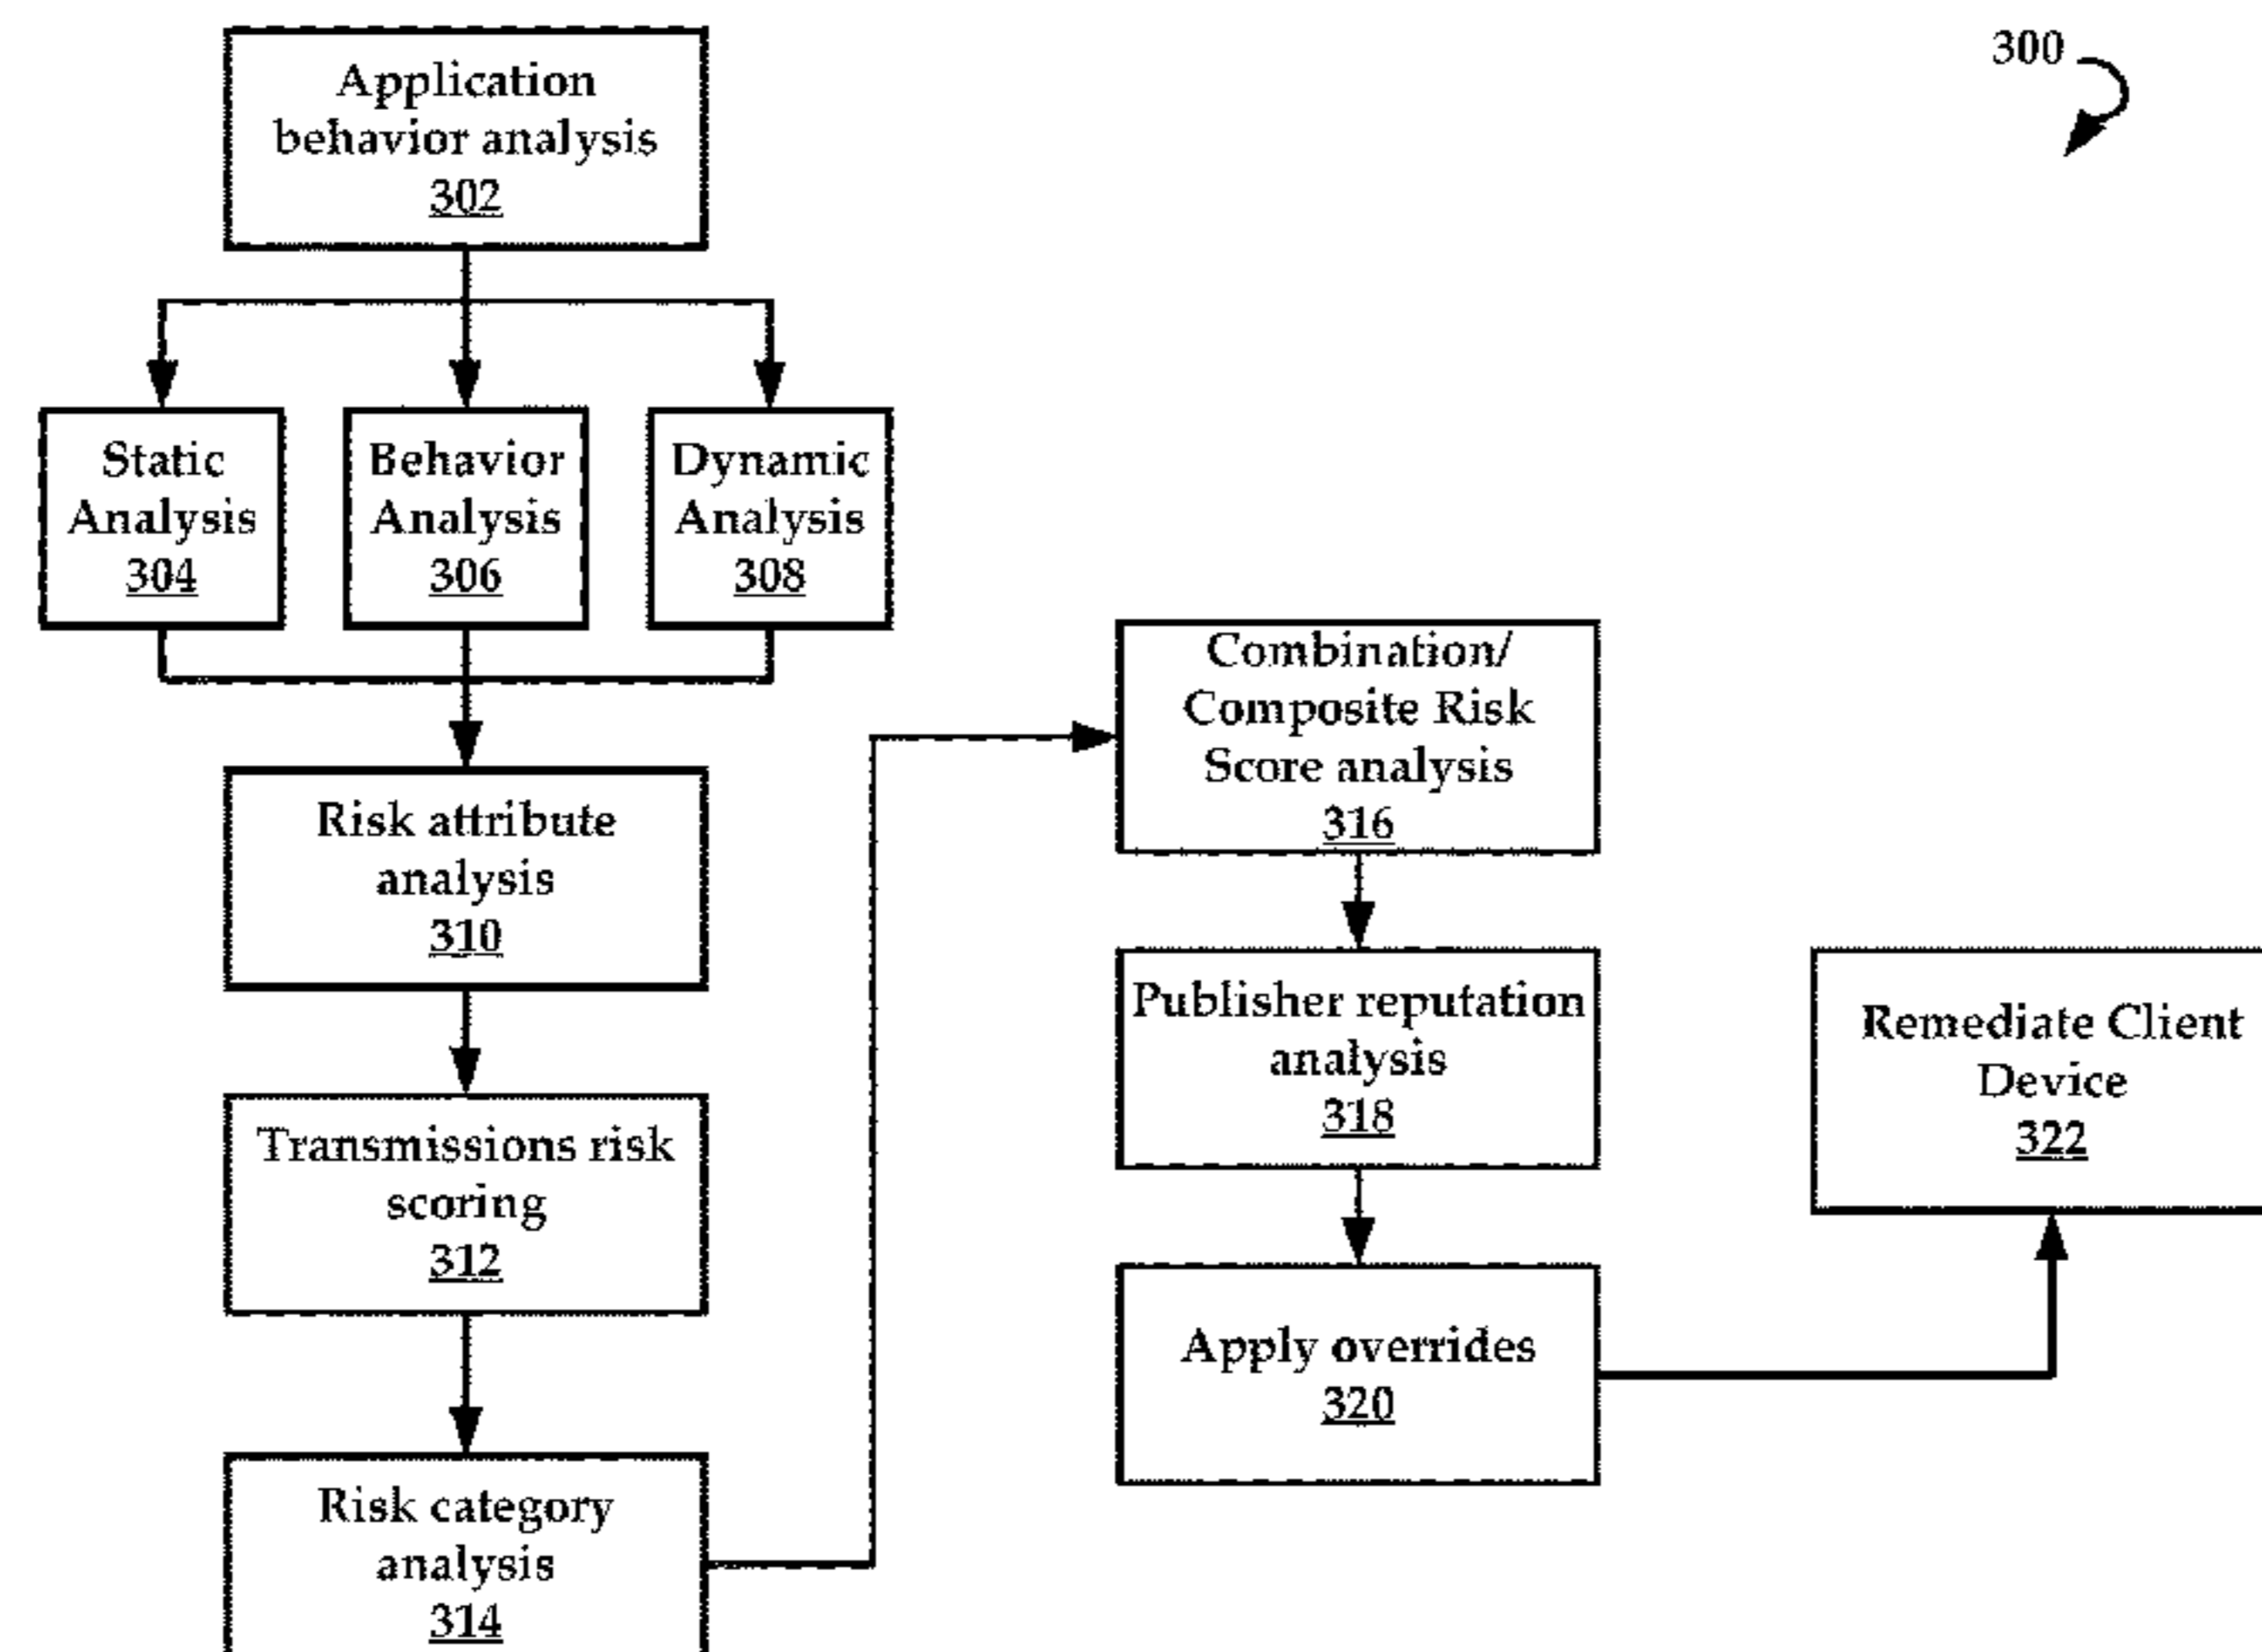 300
Application
behavior analysis
302
Static
Analysis
304
Behavior
Analysis
306
Dynamic
Analysis
308
Risk attribute
analysis
310
Transmissions risk
scoring
312
Risk category
analysis
314
Combination/
Composite Risk
Score analysis
316
Publisher reputation
analysis
318
Apply overrides
320
Remediate Client
Device
322